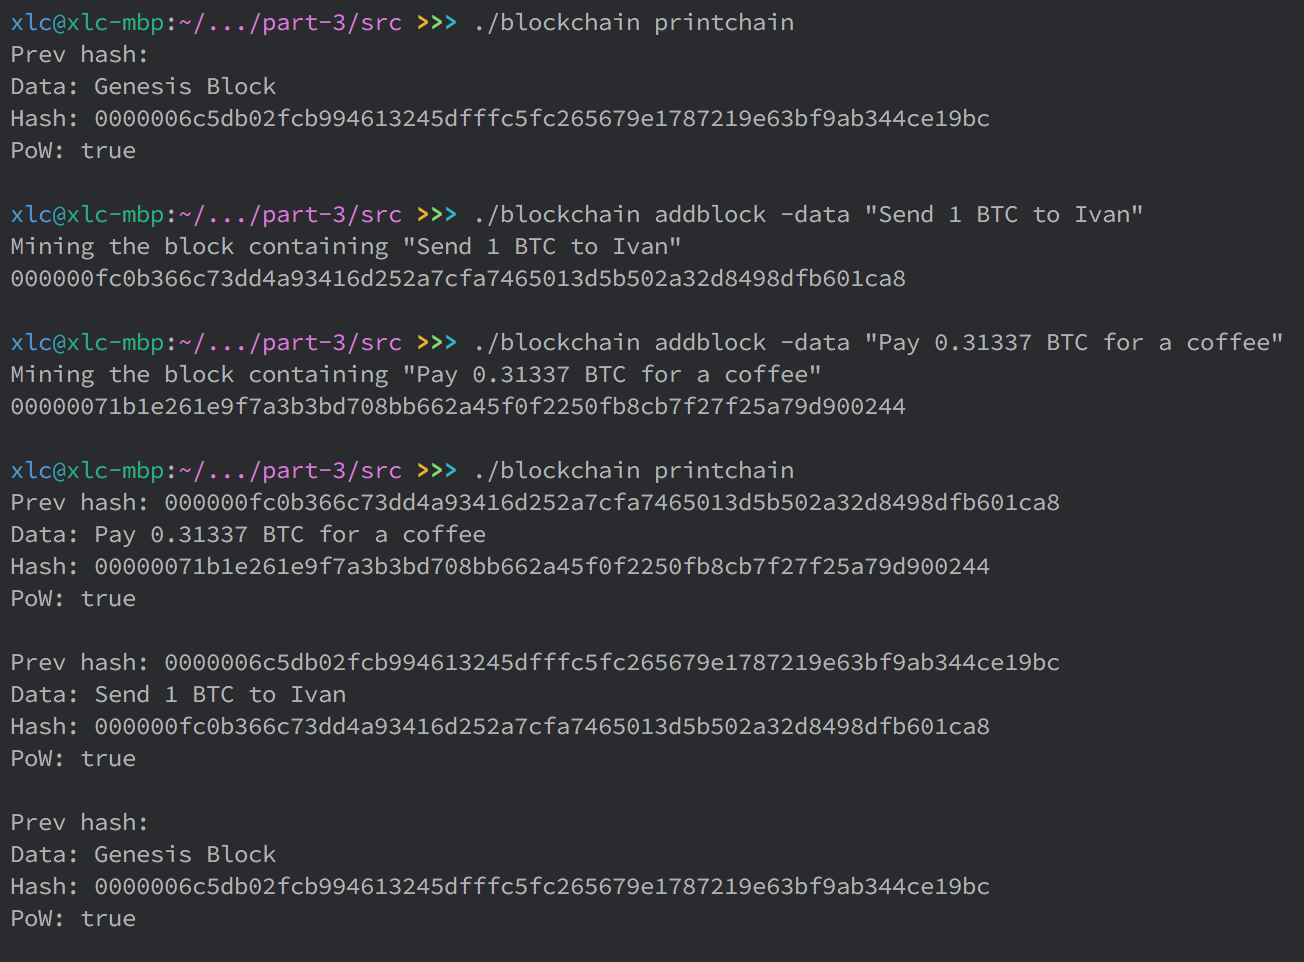 xlc@xlc-mbp:~/.../part-3/src >>> ./blockchain printchain
Prev hash:
Data: Genesis Block
Hash: 0000006c5db02fcb994613245dfffc5fc265679e1787219e63bf9ab344ce19bc
PoW: true
xlc@xlc-mbp:~/.../part-3/src >>> ./blockchain addblock -data "Send 1 BTC to Ivan"
Mining the block containing "Send 1 BTC to Ivan"
000000fc0b366c73dd4a93416d252a7cfa7465013d5b502a32d8498dfb601ca8
xlc@xlc-mbp:~/.../part-3/src >>> ./blockchain addblock -data "Pay 0.31337 BTC for a coffee"
Mining the block containing "Pay 0.31337 BTC for a coffee"
00000071b1e261e9f7a3b3bd708bb662a45f0f2250fb8cb7f27f25a79d900244
xlc@xlc-mbp:~/.../part-3/src >>> ./blockchain printchain
Prev hash: 000000fc0b366c73dd4a93416d252a7cfa7465013d5b502a32d8498dfb601ca8
Data: Pay 0.31337 BTC for a coffee
Hash: 00000071b1e261e9f7a3b3bd708bb662a45f0f2250fb8cb7f27f25a79d900244
PoW: true
Prev hash: 0000006c5db02fcb994613245dfffc5fc265679e1787219e63bf9ab344ce19bc
Data: Send 1 BTC to Ivan
Hash: 000000fc0b366c73dd4a93416d252a7cfa7465013d5b502a32d8498dfb601ca8
PoW: true
Prev hash:
Data: Genesis Block
Hash: 0000006c5db02fcb994613245dfffc5fc265679e1787219e63bf9ab344ce19bc
PoW: true